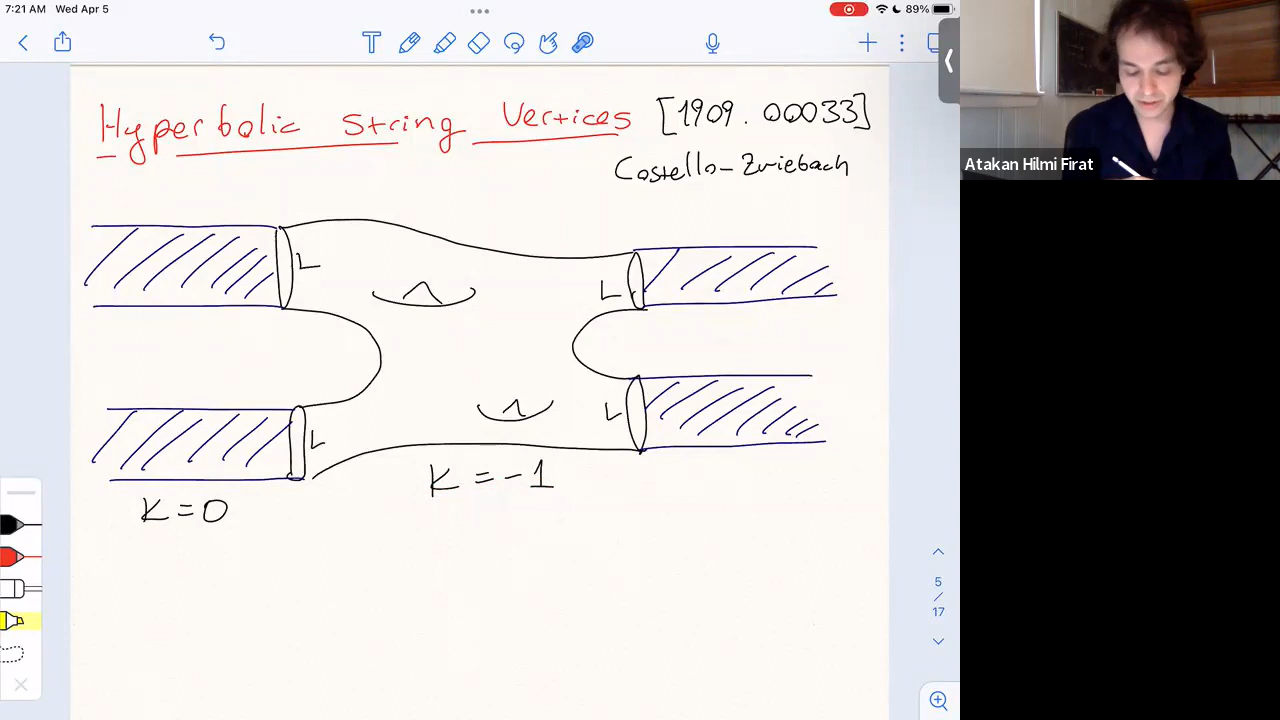 7:21 AM Wed Apr 5
89%
Hyperbolic String Vertices [1909.00033]
Costello-Zwiebach
Atakan Hilmi Firat
L
L
L
L
K = -1
K = 0
5
/
17